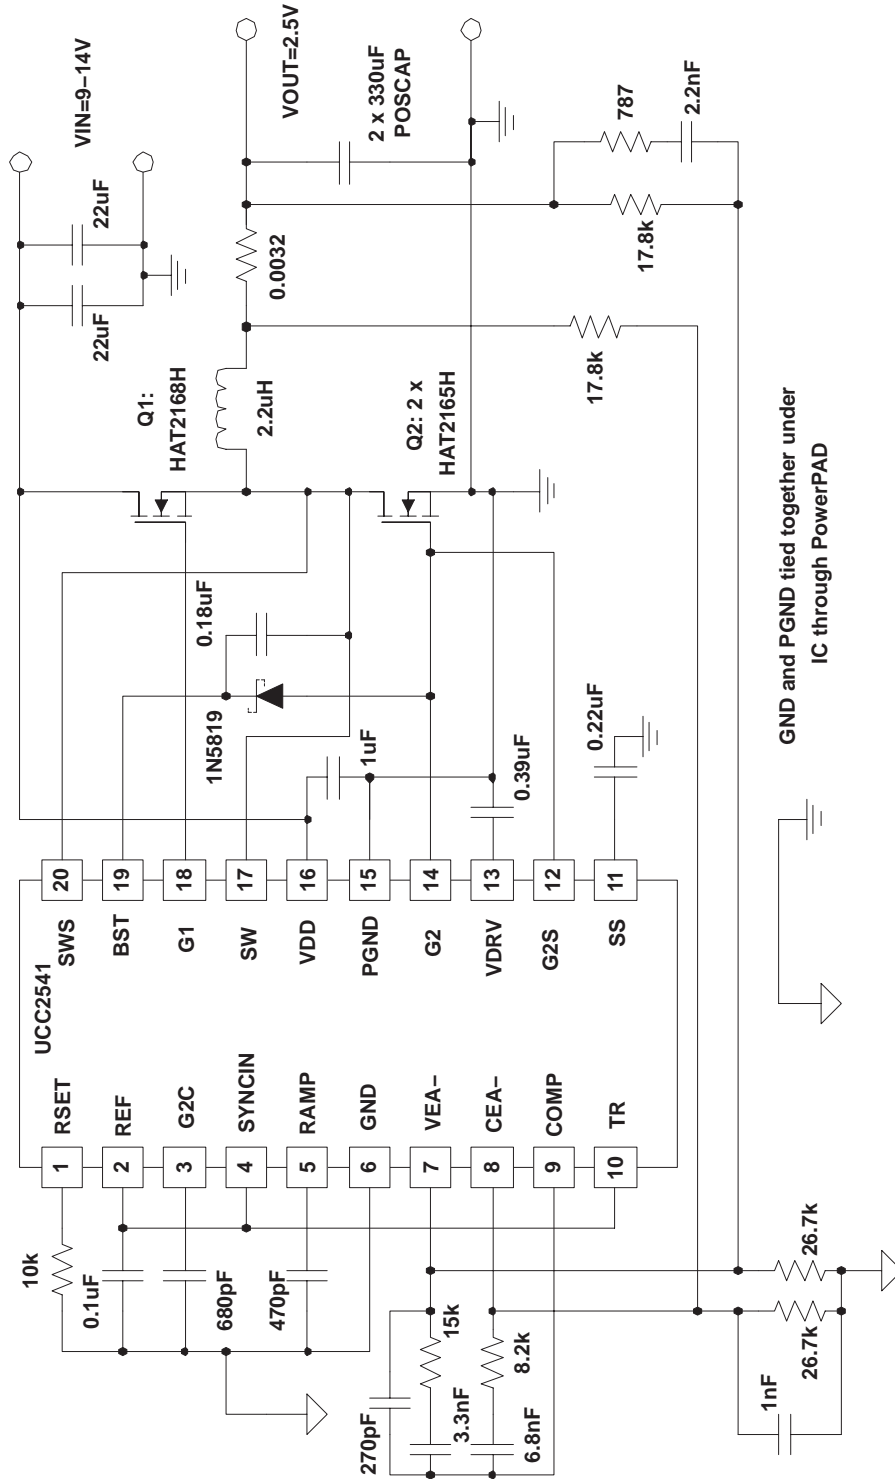 VIN=9–14V
22uF
22uF
VOUT=2.5V
2 x 330uF
POSCAP
787
2.2nF
0.0032
17.8k
17.8k
Q1:
HAT2168H
2.2uH
Q2: 2 x
HAT2165H
0.18uF
1N5819
1uF
0.39uF
0.22uF
UCC2541
20
SWS
19
BST
18
G1
17
SW
16
VDD
15
PGND
14
G2
13
VDRV
12
G2S
11
SS
1
RSET
2
REF
3
G2C
4
SYNCIN
5
RAMP
6
GND
7
VEA–
8
CEA–
9
COMP
10
TR
10k
0.1uF
680pF
470pF
270pF
15k
3.3nF
8.2k
6.8nF
26.7k
26.7k
1nF
GND and PGND tied together under
IC through PowerPAD